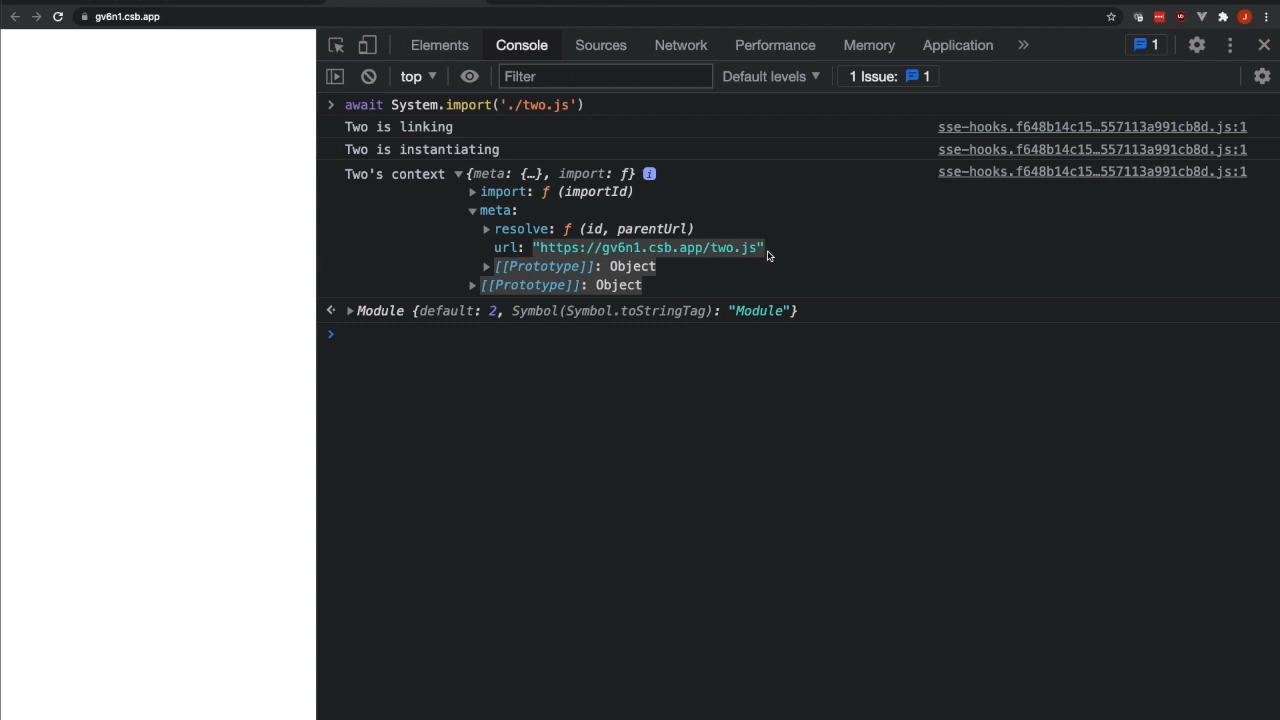 gv6n1.csb.app
Elements Console Sources Network Performance Memory Application » 1
top Filter Default levels 1 Issue: 1
await System.import('./two.js')
Two is linking sse-hooks.f648b14c15…557113a991cb8d.js:1
Two is instantiating sse-hooks.f648b14c15…557113a991cb8d.js:1
Two's context {meta: {…}, import: ƒ} i sse-hooks.f648b14c15…557113a991cb8d.js:1
import: ƒ (importId)
meta:
resolve: ƒ (id, parentUrl)
url: "https://gv6n1.csb.app/two.js"
[[Prototype]]: Object
[[Prototype]]: Object
Module {default: 2, Symbol(Symbol.toStringTag): "Module"}